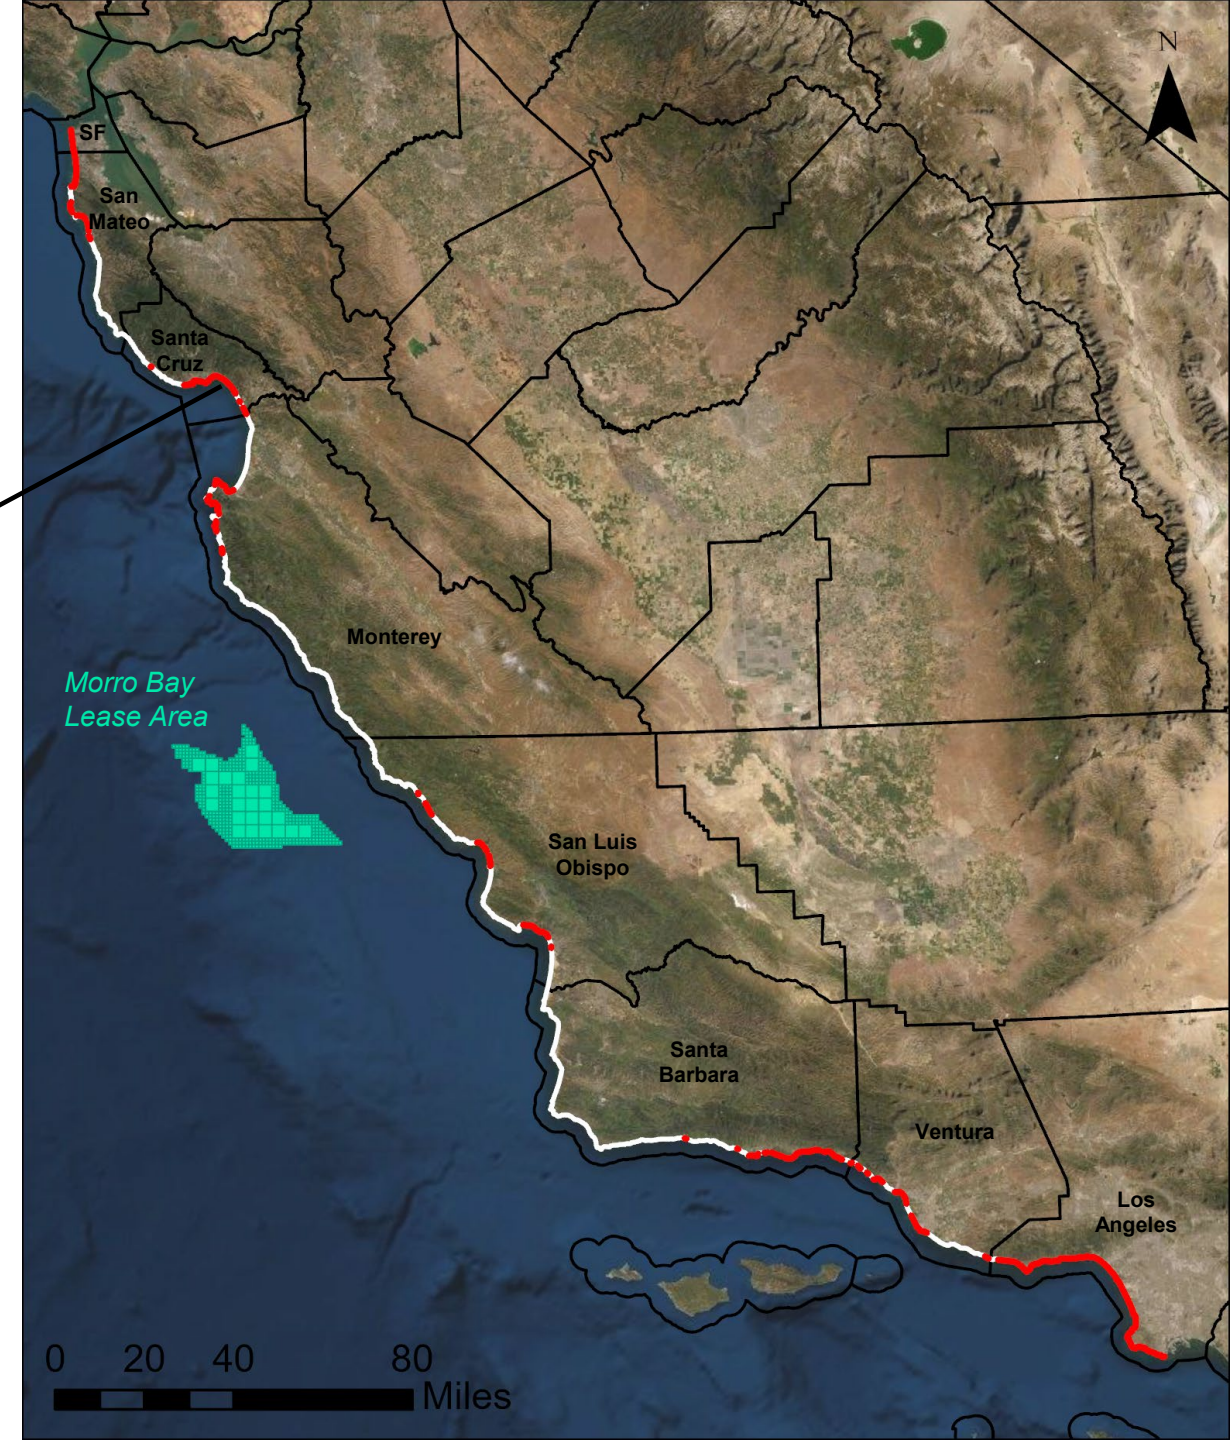 N
SF
San
Mateo
Santa
Cruz
Monterey
Morro Bay
Lease Area
San Luis
Obispo
Santa
Barbara
Ventura
Los
Angeles
0 20 40 80
Miles